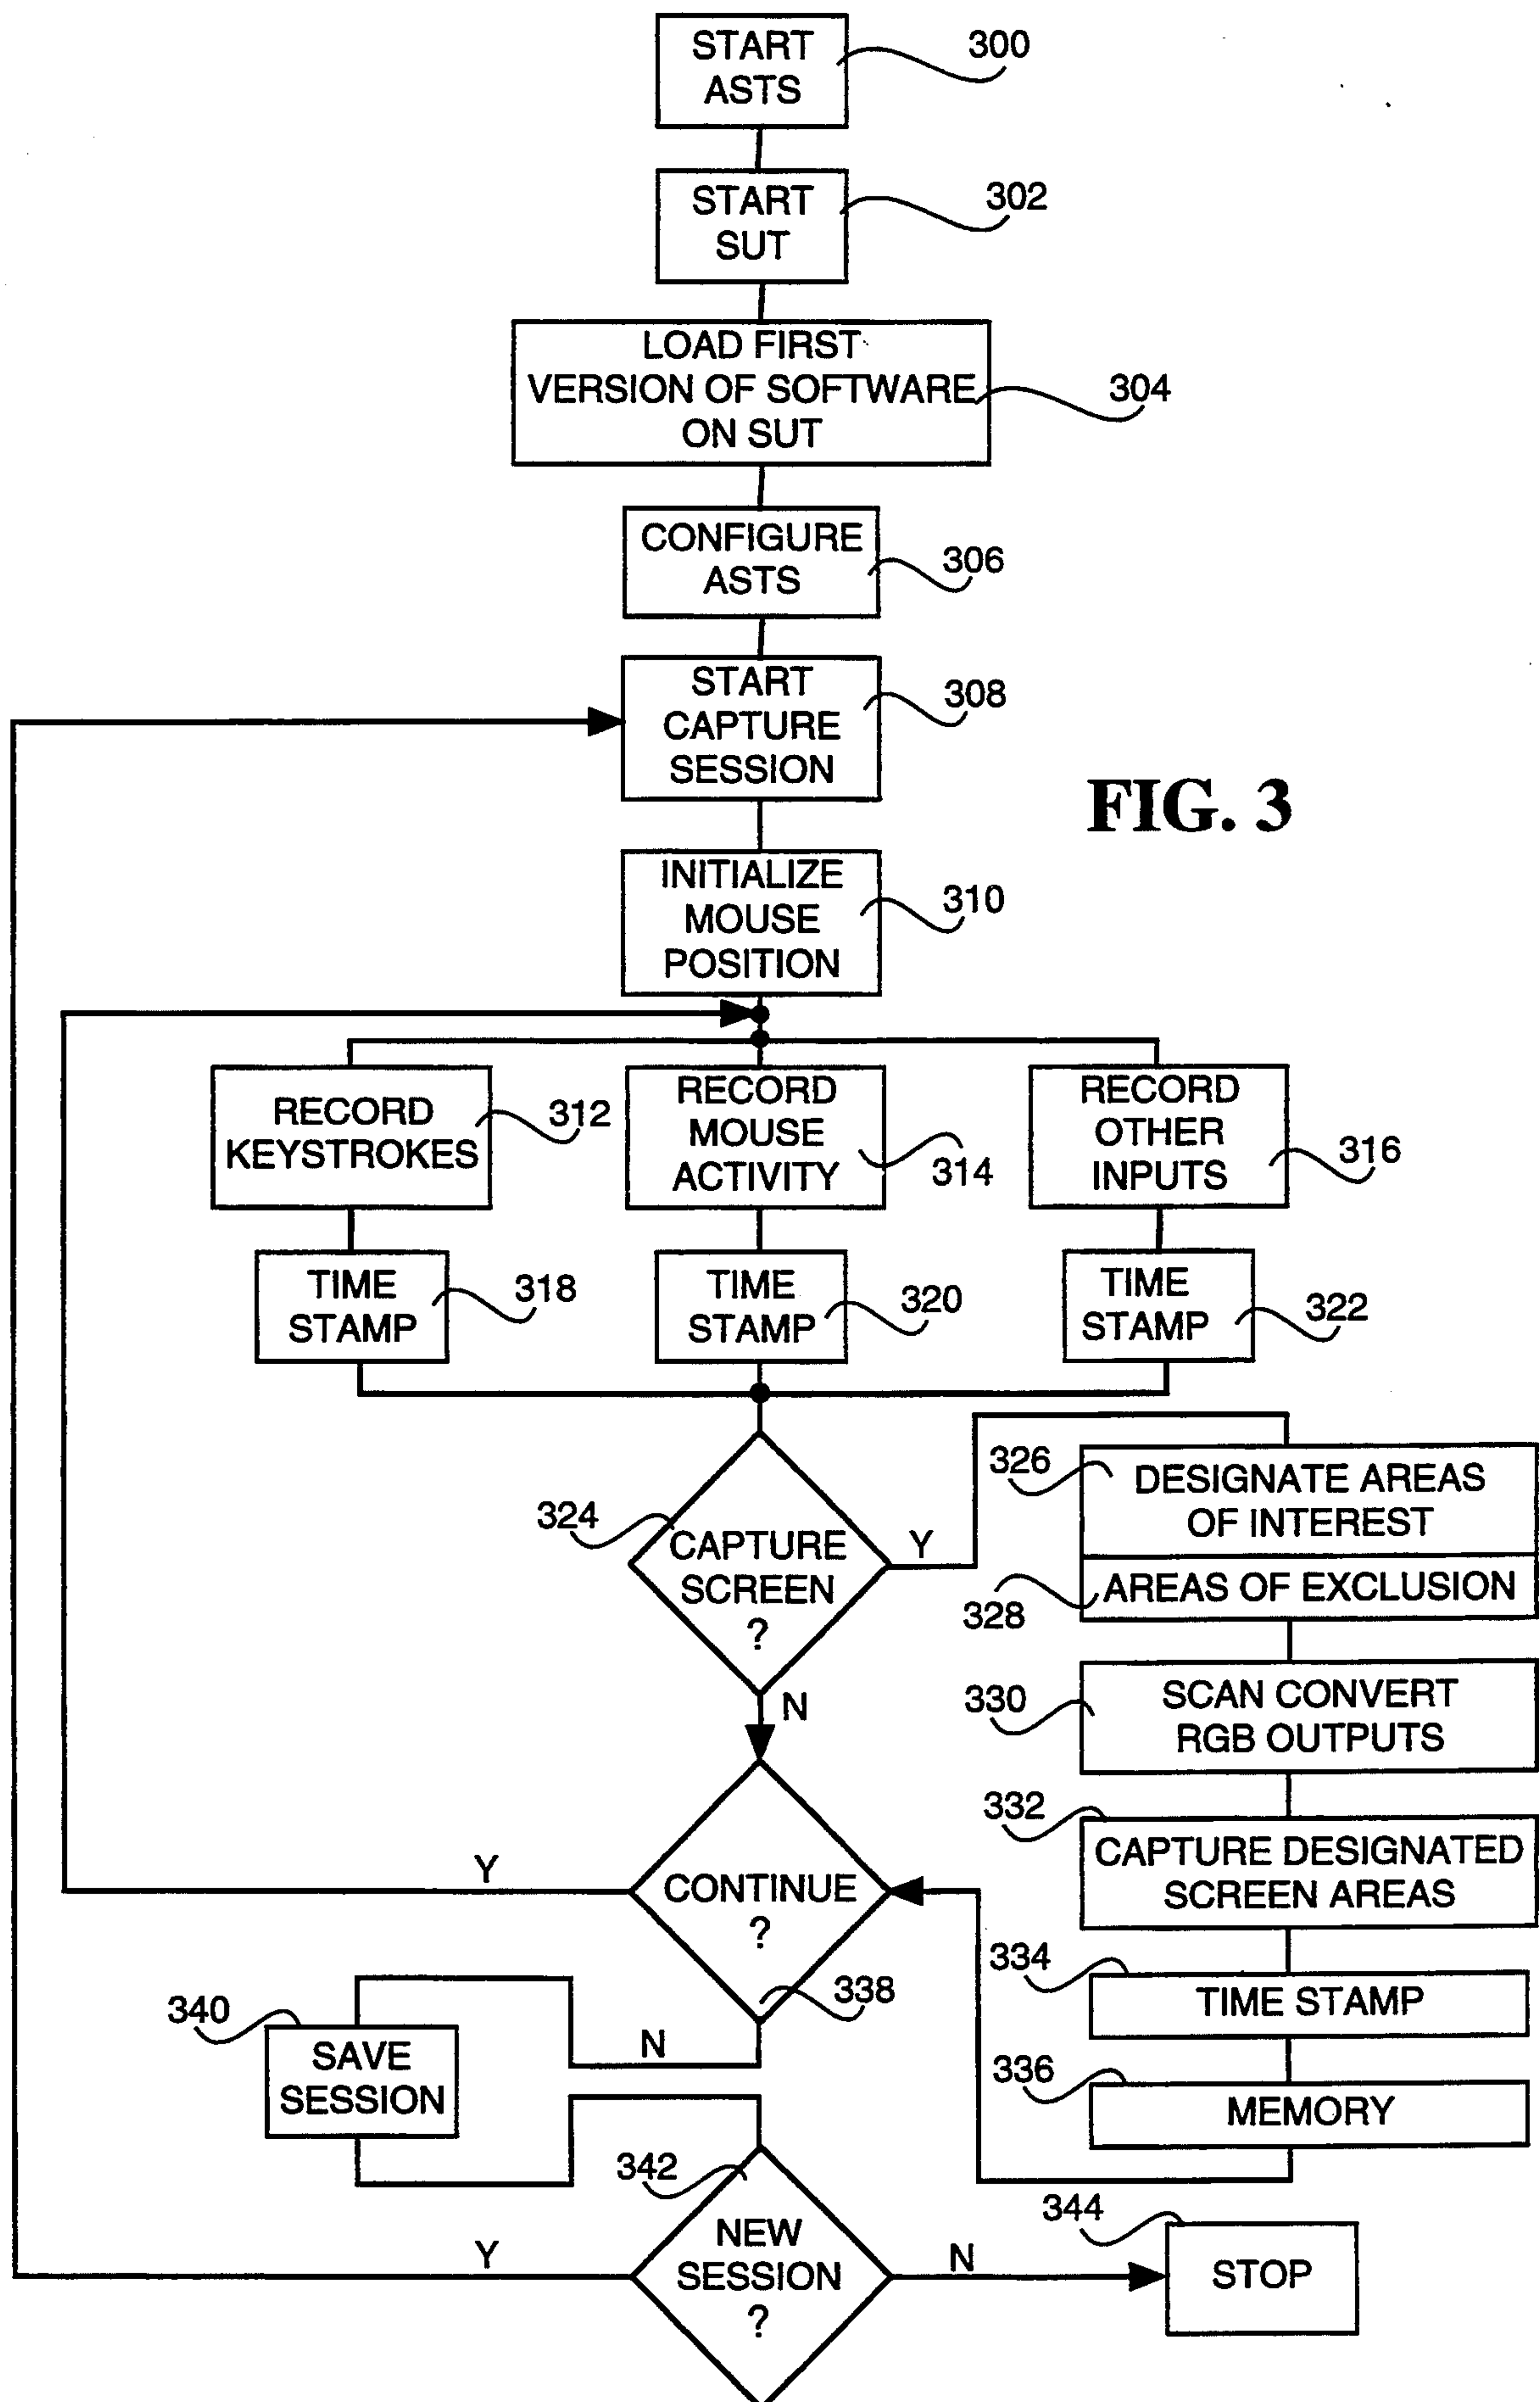 START
ASTS
300
START
SUT
302
LOAD FIRST
VERSION OF SOFTWARE
ON SUT
304
CONFIGURE
ASTS
306
START
CAPTURE
SESSION
308
FIG. 3
INITIALIZE
MOUSE
POSITION
310
RECORD
KEYSTROKES
312
RECORD
MOUSE
ACTIVITY
314
RECORD
OTHER
INPUTS
316
TIME
STAMP
318
TIME
STAMP
320
TIME
STAMP
322
324
CAPTURE
SCREEN
?
Y
N
326
DESIGNATE AREAS
OF INTEREST
328
AREAS OF EXCLUSION
330
SCAN CONVERT
RGB OUTPUTS
332
CAPTURE DESIGNATED
SCREEN AREAS
334
TIME STAMP
336
MEMORY
Y
CONTINUE
?
338
N
340
SAVE
SESSION
342
NEW
SESSION
?
Y
N
344
STOP